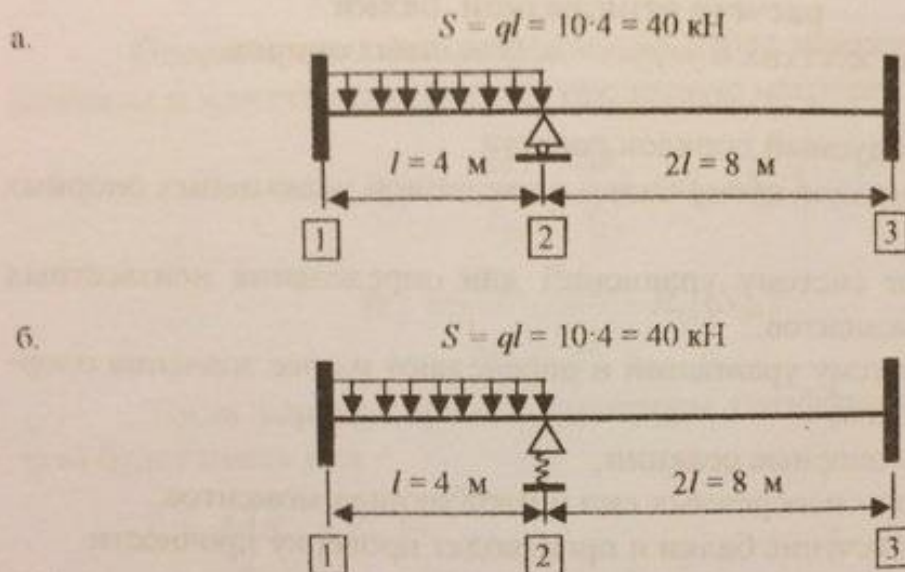 а.
S = ql = 10·4 = 40 кН
l = 4 м
2l = 8 м
1
2
3
б.
S = ql = 10·4 = 40 кН
l = 4 м
2l = 8 м
1
2
3